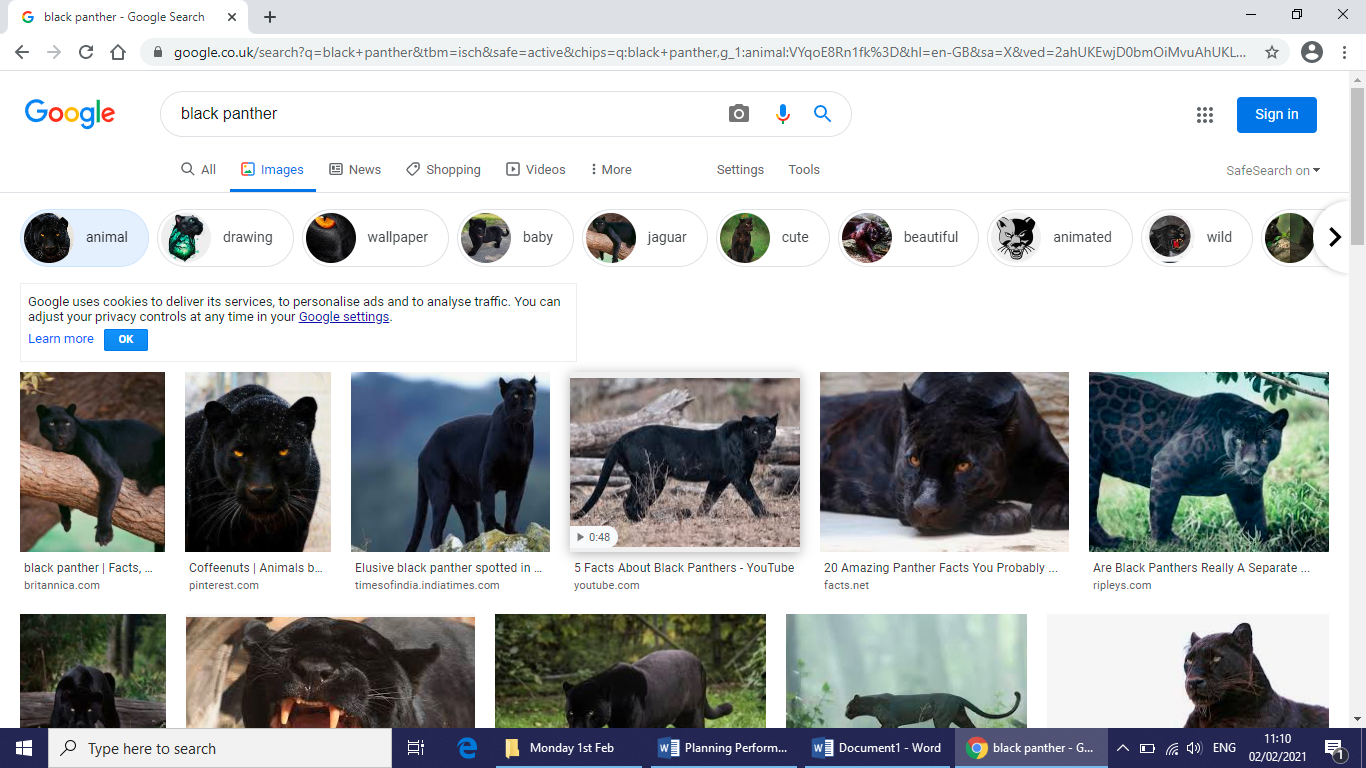 black panther - Google Search
google.co.uk/search?q=black+panther&tbm=isch&safe=active&chips=q:black+panther,g_1:animal:VYqoE8Rn1fk%3D&hl=en-GB&sa=X&ved=2ahUKEwjD0bmOiMvuAhUKL...
Google
black panther
Sign in
All Images News Shopping Videos More Settings Tools SafeSearch on
animal drawing wallpaper baby jaguar cute beautiful animated wild
Google uses cookies to deliver its services, to personalise ads and to analyse traffic. You can
adjust your privacy controls at any time in your Google settings.
Learn more OK
0:48
black panther | Facts, ... Coffeenuts | Animals b... Elusive black panther spotted in ... 5 Facts About Black Panthers - YouTube 20 Amazing Panther Facts You Probably ... Are Black Panthers Really A Separate ...
britannica.com pinterest.com timesofindia.indiatimes.com youtube.com facts.net ripleys.com
Type here to search
Monday 1st Feb
Planning Perform...
Document1 - Word
black panther - G...
ENG
11:10
02/02/2021
1